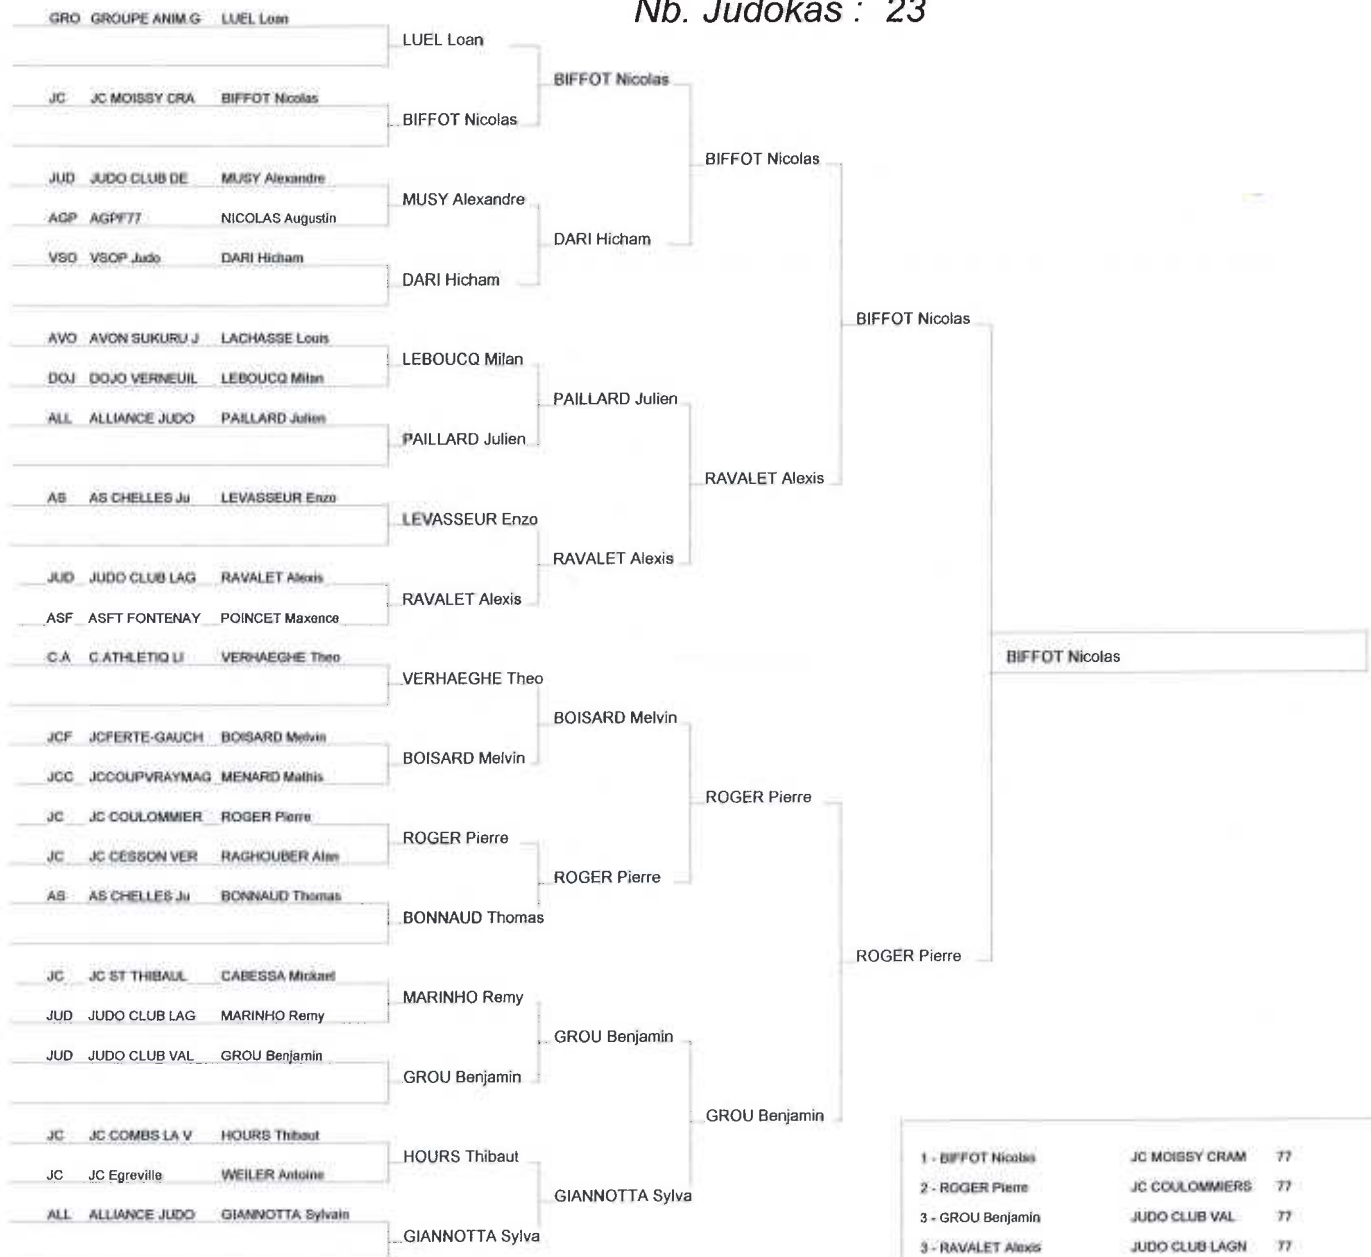 Nb. Judokas : 23
GRO GROUPE ANIM.G LUEL Loan
LUEL Loan
BIFFOT Nicolas
JC JC MOISSY CRA BIFFOT Nicolas
BIFFOT Nicolas
BIFFOT Nicolas
JUD JUDO CLUB DE MUSY Alexandre
MUSY Alexandre
AGP AGPF77 NICOLAS Augustin
DARI Hicham
VSO VSOP Judo DARI Hicham
DARI Hicham
BIFFOT Nicolas
AVO AVON SUKURU J LACHASSE Louis
LEBOUCQ Milan
DOJ DOJO VERNEUIL LEBOUCQ Milan
PAILLARD Julien
ALL ALLIANCE JUDO PAILLARD Julien
PAILLARD Julien
RAVALET Alexis
AS AS CHELLES Ju LEVASSEUR Enzo
LEVASSEUR Enzo
RAVALET Alexis
JUD JUDO CLUB LAG RAVALET Alexis
RAVALET Alexis
ASF ASFT FONTENAY POINCET Maxence
C.A C.ATHLETIQ LI VERHAEGHE Theo
BIFFOT Nicolas
VERHAEGHE Theo
BOISARD Melvin
JCF JCFERTE-GAUCH BOISARD Melvin
BOISARD Melvin
JCC JCCOUPVRAYMAG MENARD Mathis
ROGER Pierre
JC JC COULOMMIER ROGER Pierre
ROGER Pierre
JC JC CESSON VER RAGHOUBER Alan
ROGER Pierre
AS AS CHELLES Ju BONNAUD Thomas
BONNAUD Thomas
ROGER Pierre
JC JC ST THIBAUL CABESSA Mickael
MARINHO Remy
JUD JUDO CLUB LAG MARINHO Remy
GROU Benjamin
JUD JUDO CLUB VAL GROU Benjamin
GROU Benjamin
GROU Benjamin
JC JC COMBS LA V HOURS Thibaut
HOURS Thibaut
JC JC Egreville WEILER Antoine
GIANNOTTA Sylva
ALL ALLIANCE JUDO GIANNOTTA Sylvain
GIANNOTTA Sylva
1 - BIFFOT Nicolas JC MOISSY CRAM 77
2 - ROGER Pierre JC COULOMMIERS 77
3 - GROU Benjamin JUDO CLUB VAL 77
3 - RAVALET Alexis JUDO CLUB LAGN 77